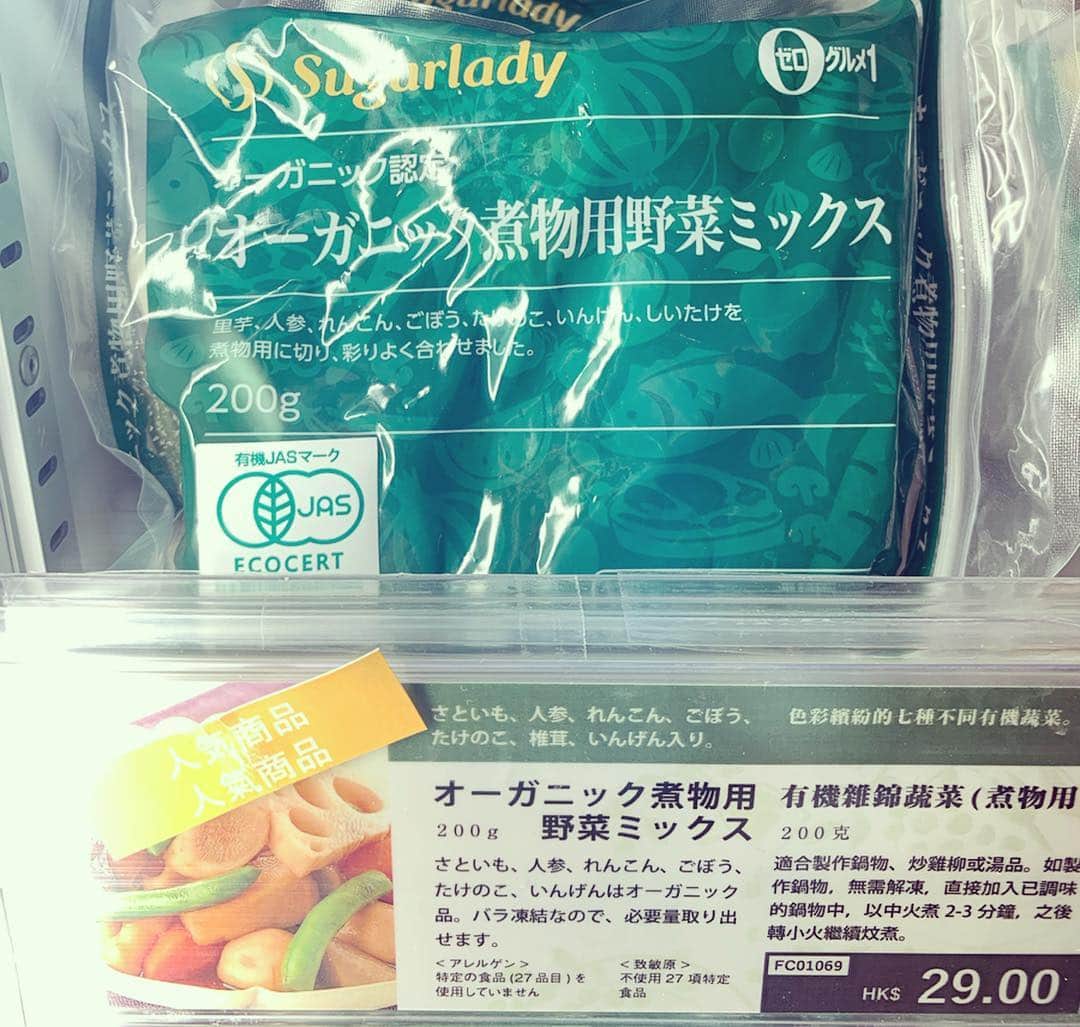 Sugarlady
Sugarlady
ゼロ グルメ1
オーガニック認定
オーガニック煮物用野菜ミックス
里芋、人参、れんこん、ごぼう、たけのこ、いんげん、しいたけを
煮物用に切り、彩りよく合わせました。
200g
有機JASマーク
JAS
ECOCERT
人気商品
人氣商品
さといも、人参、れんこん、ごぼう、
たけのこ、椎茸、いんげん入り。
色彩繽紛的七種不同有機蔬菜。
オーガニック煮物用
200g 野菜ミックス
さといも、人参、れんこん、ごぼう、
たけのこ、いんげんはオーガニック
品。バラ凍結なので、必要量取り出
せます。
<アレルゲン>
特定の食品(27品目)を
使用していません
<致敏原>
不使用27項特定
食品
有機雜錦蔬菜(煮物用
200克
適合製作鍋物、炒雞柳或湯品。如製
作鍋物，無需解凍，直接加入已調味
的鍋物中，以中火煮2-3分鐘，之後
轉小火繼續炆煮。
FC01069
HK$ 29.00